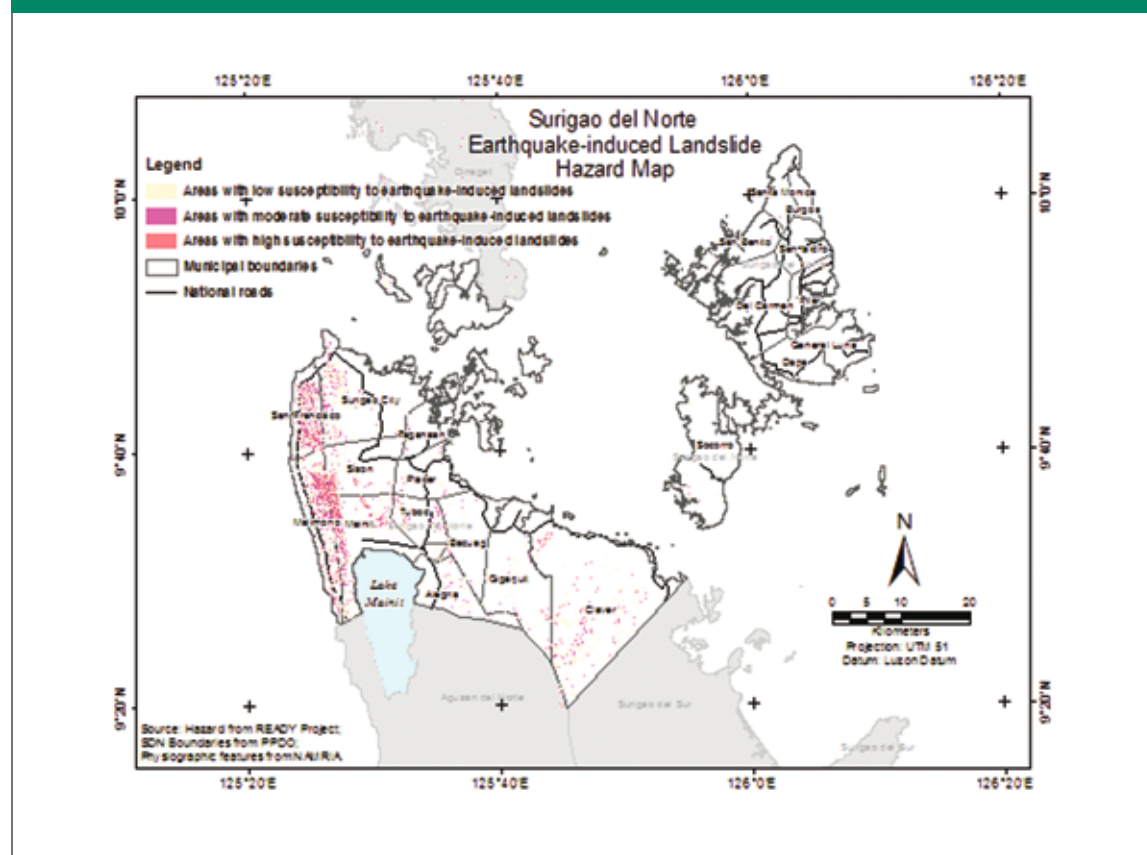 125°20'E 125°40'E 126°0'E 126°20'E
Surigao del Norte
Earthquake-induced Landslide
Hazard Map
Legend
Areas with low susceptibility to earthquake-induced landslides
Areas with moderate susceptibility to earthquake-induced landslides
Areas with high susceptibility to earthquake-induced landslides
Municipal boundaries
National roads
10°0'N
10°0'N
Santa Monica
Burgos
San Benito
Del Carmen
General Luna
Dapa
San Francisco
Surigao City
9°40'N
Socorro
Surigao del Norte
9°40'N
Sison
Placer
Malimono
Gigaquit
Lake
Mainit
Alegria
Claver
N
0 5 10 20
Kilometers
Projection: UTM 51
Datum: Luzon Datum
9°20'N
Agusan del Norte
Surigao del Sur
9°20'N
Surigao del Sur
Source: Hazard from READY Project;
SDN Boundaries from PPDO;
Physiographic features from NAMRIA
125°20'E 125°40'E 126°0'E 126°20'E